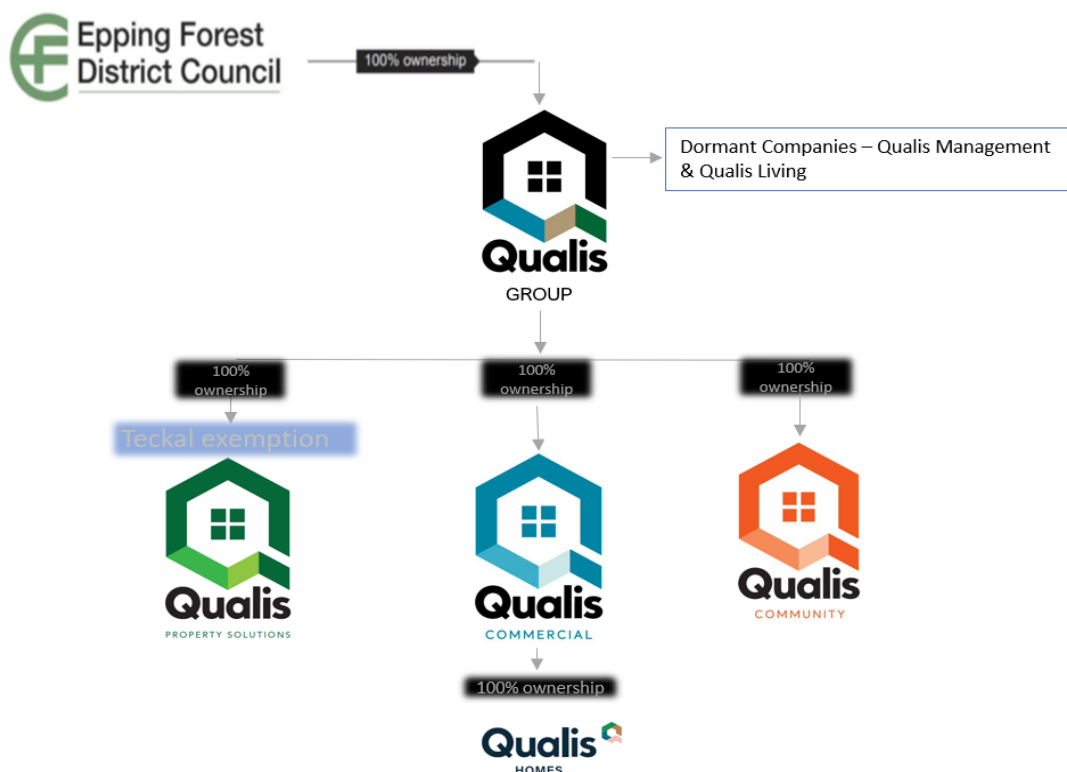 Epping Forest
District Council
100% ownership
Dormant Companies – Qualis Management
& Qualis Living
Qualis
GROUP
100%
ownership
100%
ownership
100%
ownership
Teckal exemption
Qualis
PROPERTY SOLUTIONS
Qualis
COMMERCIAL
Qualis
COMMUNITY
100% ownership
Qualis
HOMES